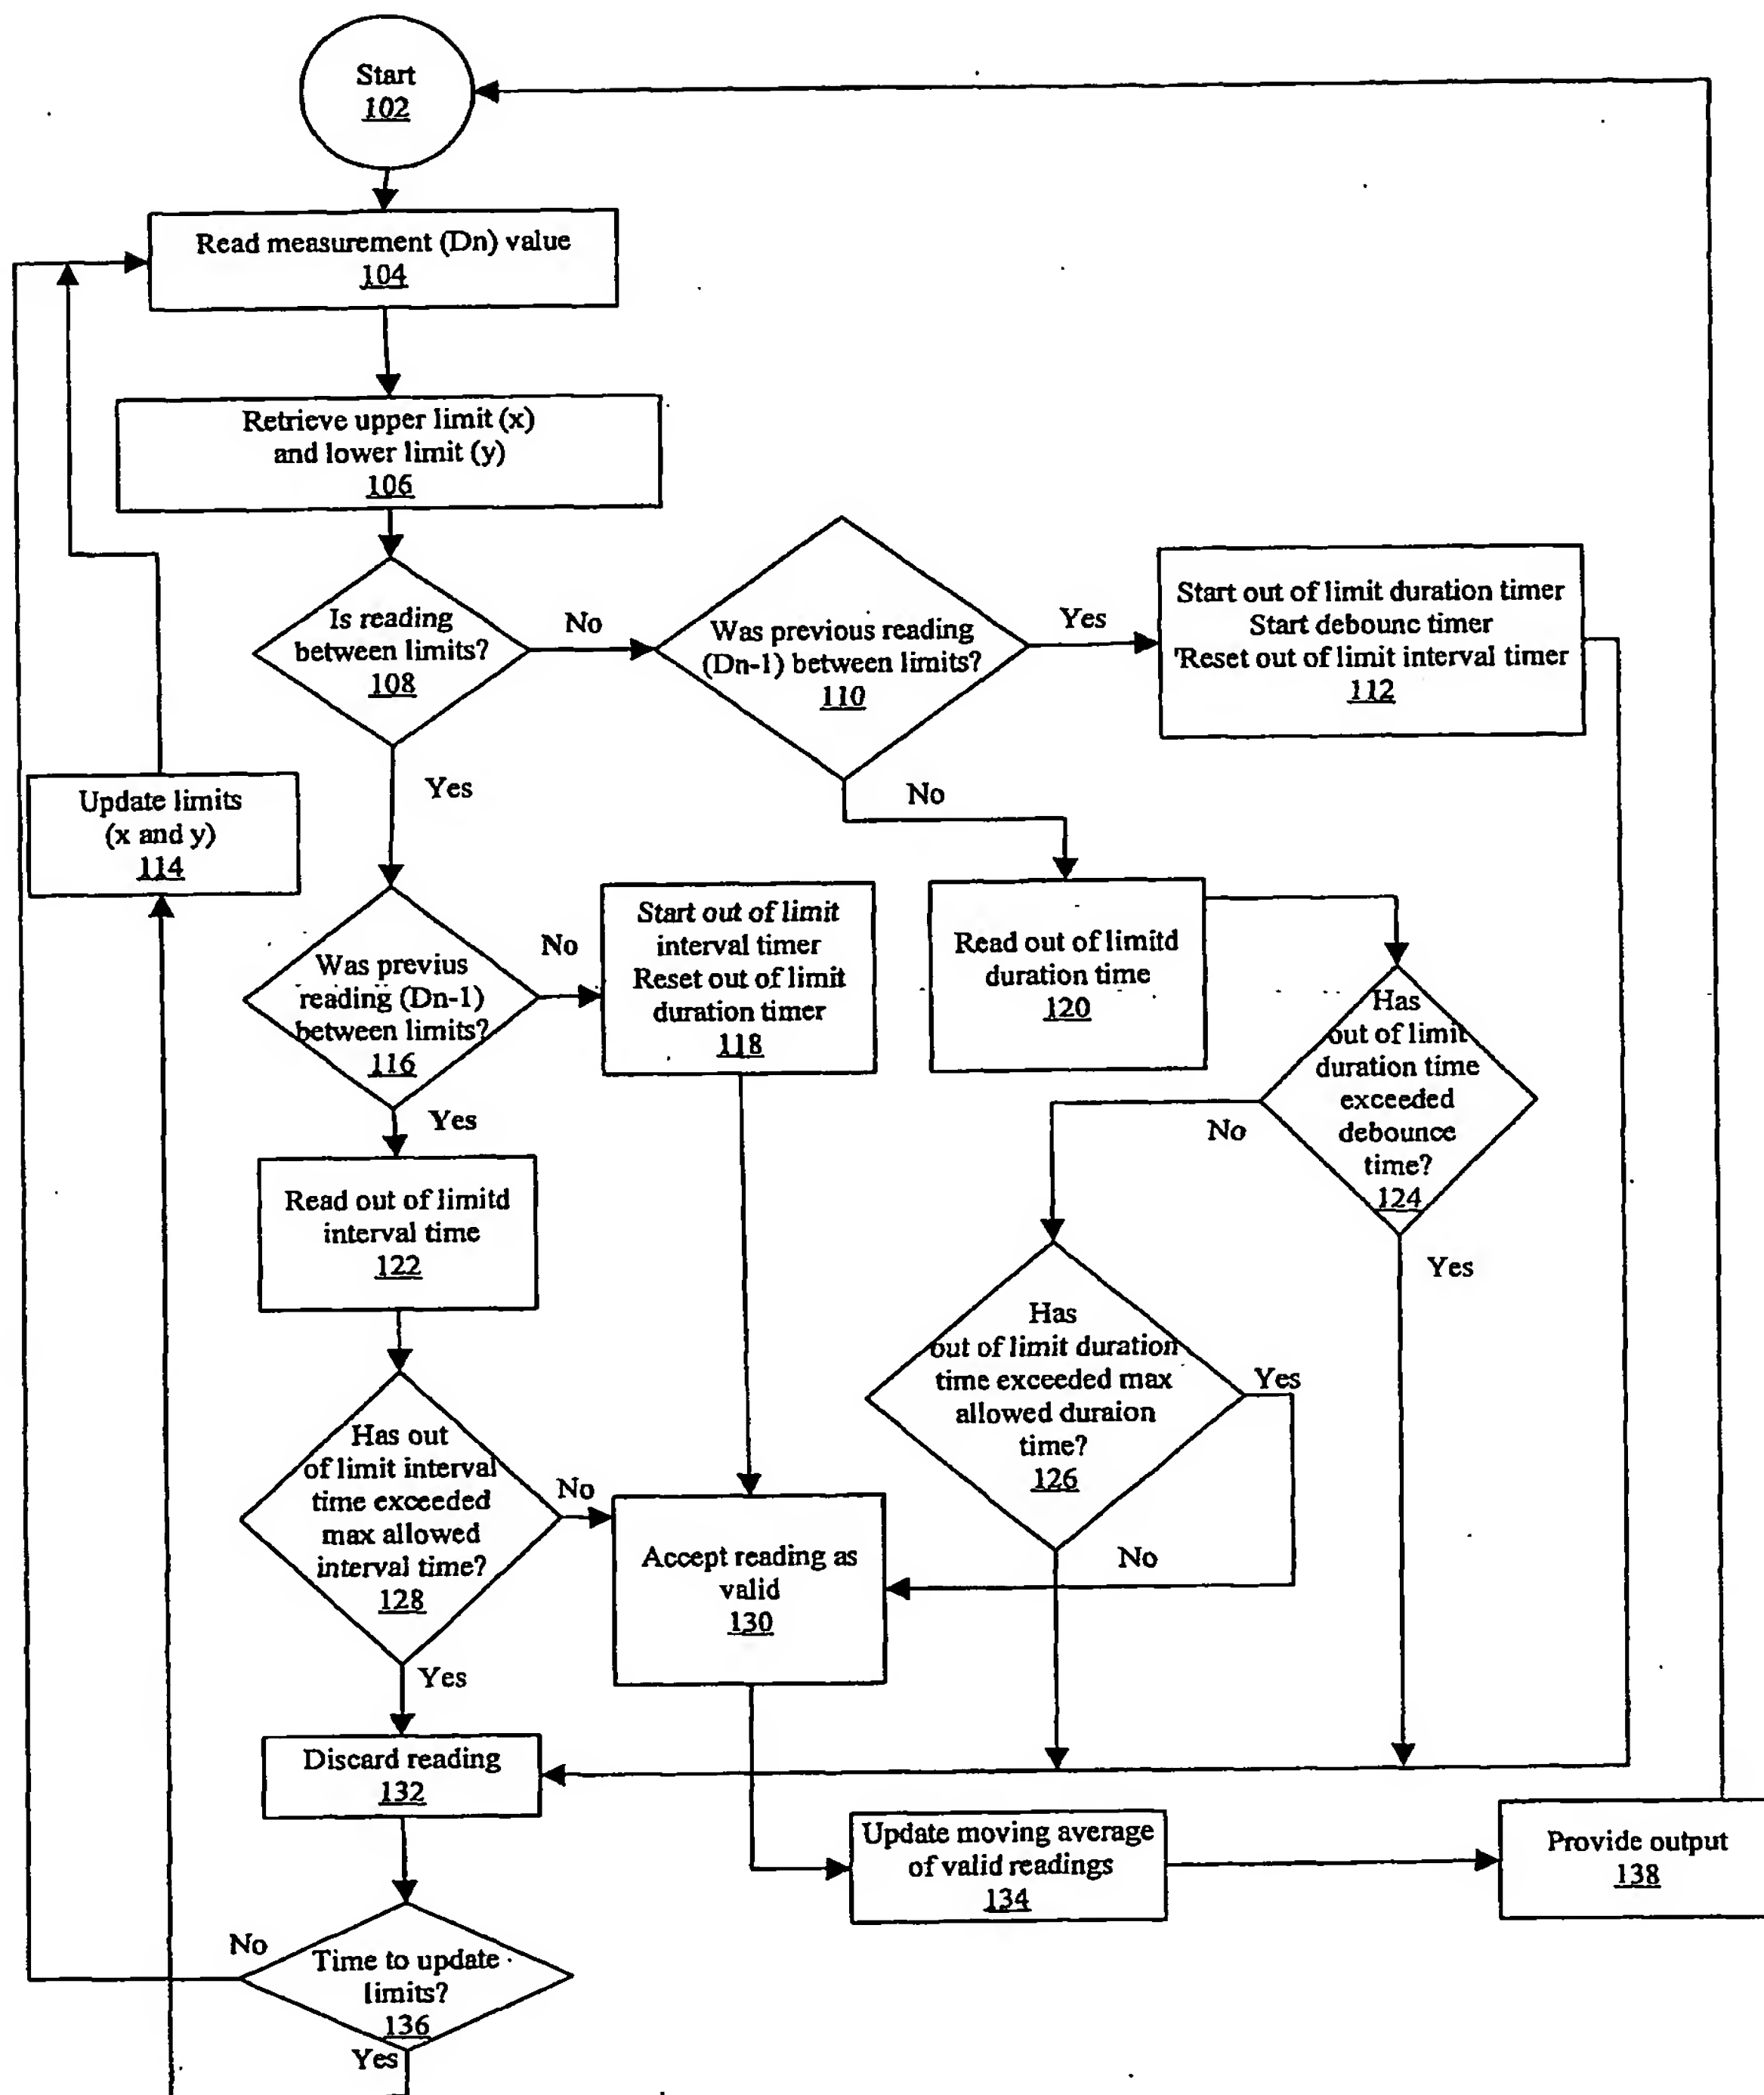 Start
102
Read measurement (Dn) value
104
Retrieve upper limit (x)
and lower limit (y)
106
Is reading
between limits?
108
No
Was previous reading
(Dn-1) between limits?
110
Yes
Start out of limit duration timer
Start debounc timer
'Reset out of limit interval timer
112
Yes
No
Update limits
(x and y)
114
Was previus
reading (Dn-1)
between limits?
116
No
Start out of limit
interval timer
Reset out of limit
duration timer
118
Read out of limitd
duration time
120
Has
out of limit
duration time
exceeded
debounce
time?
124
No
Yes
Yes
Read out of limitd
interval time
122
Has
out of limit duration
time exceeded max
allowed duraion
time?
126
Yes
No
Has out
of limit interval
time exceeded
max allowed
interval time?
128
No
Yes
Accept reading as
valid
130
Discard reading
132
Update moving average
of valid readings
134
Provide output
138
Time to update
limits?
136
No
Yes